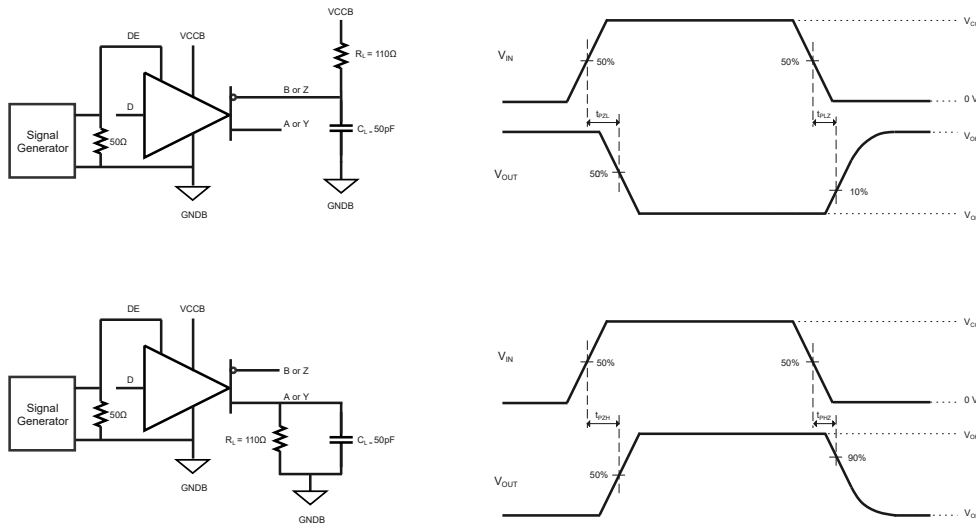 DE
VCCB
VCCB
R_L = 110Ω
Signal Generator
D
50Ω
B or Z
A or Y
C_L = 50pF
GNDB
GNDB
V_IN
50%
50%
0 V
t_PZL
t_PLZ
V_OUT
50%
10%
DE
VCCB
Signal Generator
D
50Ω
B or Z
A or Y
R_L = 110Ω
C_L = 50pF
GNDB
GNDB
V_IN
50%
50%
0 V
t_PZH
t_PHZ
V_OUT
50%
90%